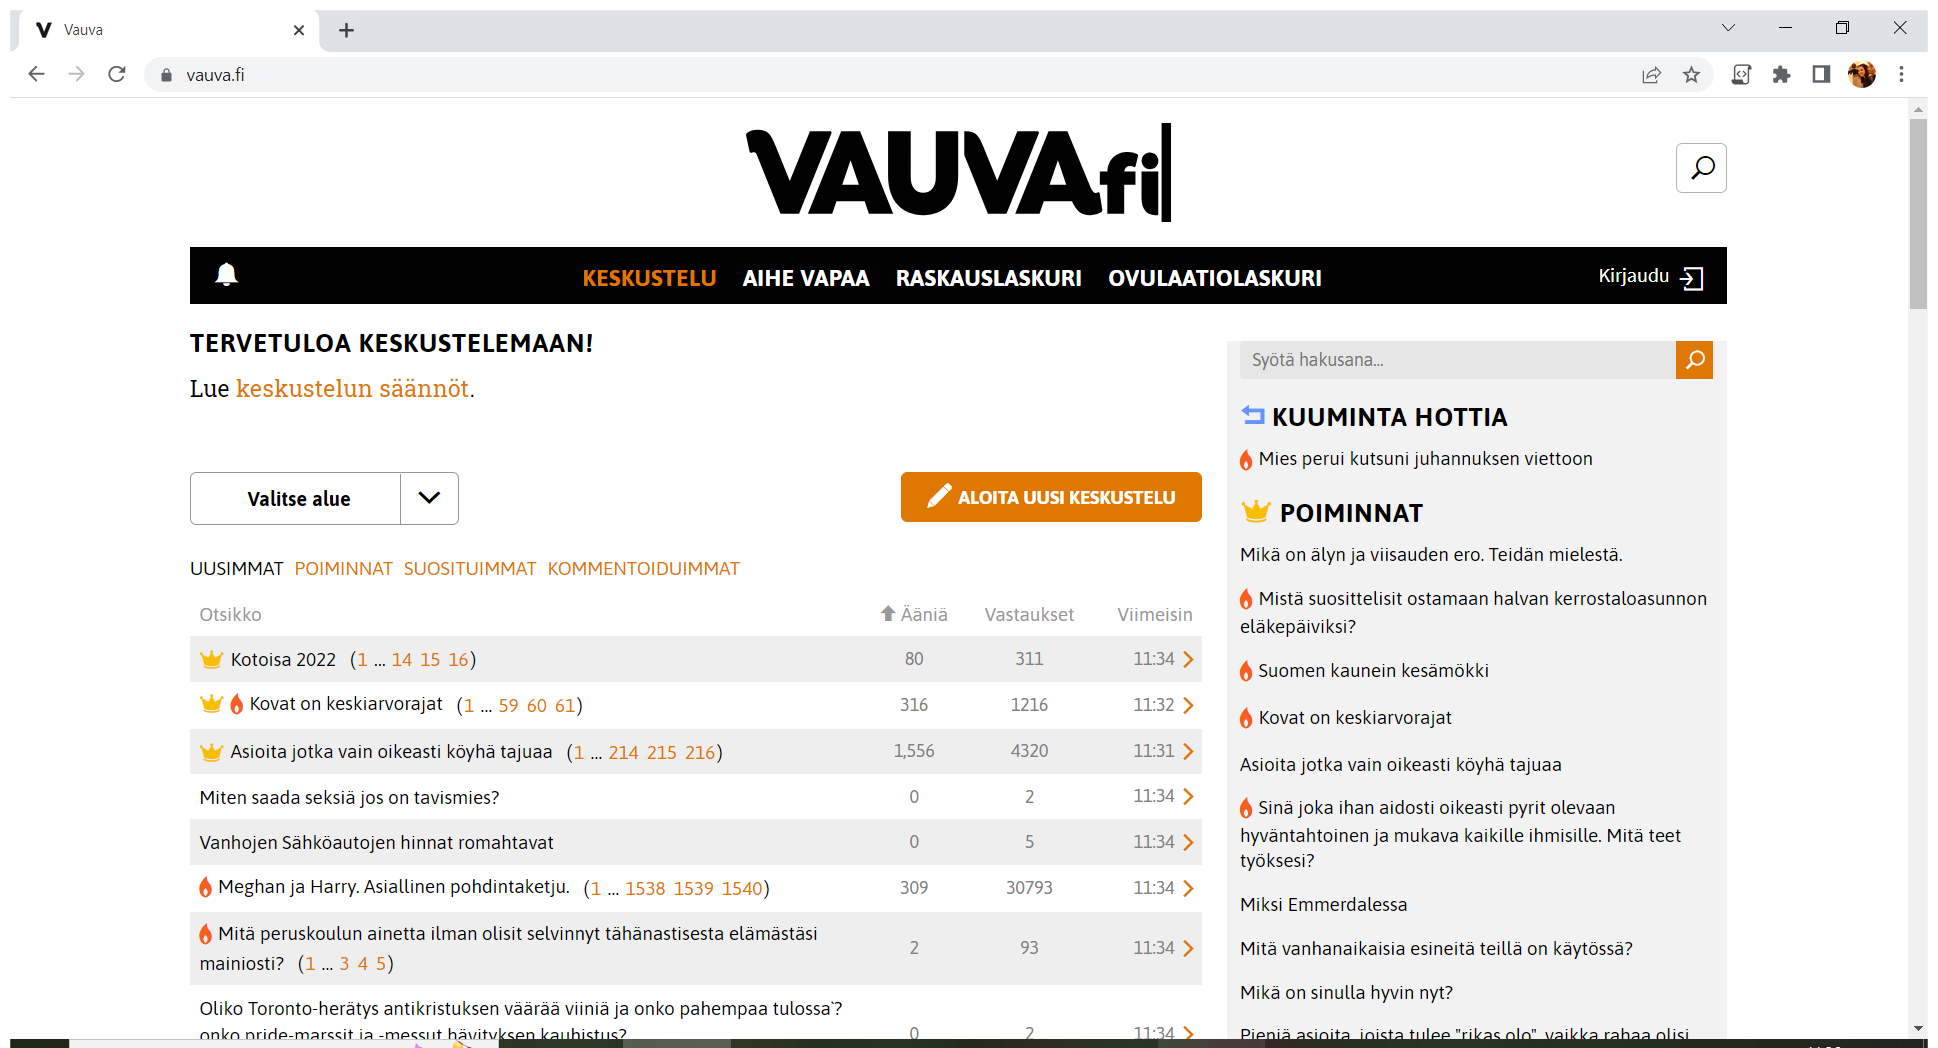 Vauva
vauva.fi
VAUVAfi
KESKUSTELU AIHE VAPAA RASKAUSLASKURI OVULAATIOLASKURI Kirjaudu
TERVETULOA KESKUSTELEMAAN!
Lue keskustelun säännöt.
Valitse alue
ALOITA UUSI KESKUSTELU
UUSIMMAT POIMINNAT SUOSITUIMMAT KOMMENTOIDUIMMAT
Otsikko Ääniä Vastaukset Viimeisin
Kotoisa 2022 (1 ... 14 15 16) 80 311 11:34
Kovat on keskiarvorajat (1 ... 59 60 61) 316 1216 11:32
Asioita jotka vain oikeasti köyhä tajuaa (1 ... 214 215 216) 1,556 4320 11:31
Miten saada seksiä jos on tavismies? 0 2 11:34
Vanhojen Sähköautojen hinnat romahtavat 0 5 11:34
Meghan ja Harry. Asiallinen pohdintaketju. (1 ... 1538 1539 1540) 309 30793 11:34
Mitä peruskoulun ainetta ilman olisit selvinnyt tähänastisesta elämästäsi
mainiosti? (1 ... 3 4 5) 2 93 11:34
Oliko Toronto-herätys antikristuksen väärää viiniä ja onko pahempaa tulossa`?
onko pride-marssit ja -messut hävityksen kauhistus? 0 2 11:34
Syötä hakusana...
KUUMINTA HOTTIA
Mies perui kutsuni juhannuksen viettoon
POIMINNAT
Mikä on älyn ja viisauden ero. Teidän mielestä.
Mistä suosittelisit ostamaan halvan kerrostaloasunnon
eläkepäiviksi?
Suomen kaunein kesämökki
Kovat on keskiarvorajat
Asioita jotka vain oikeasti köyhä tajuaa
Sinä joka ihan aidosti oikeasti pyrit olevaan
hyväntahtoinen ja mukava kaikille ihmisille. Mitä teet
työksesi?
Miksi Emmerdalessa
Mitä vanhanaikaisia esineitä teillä on käytössä?
Mikä on sinulla hyvin nyt?
Pieniä asioita, joista tulee "rikas olo", vaikka rahaa olisi